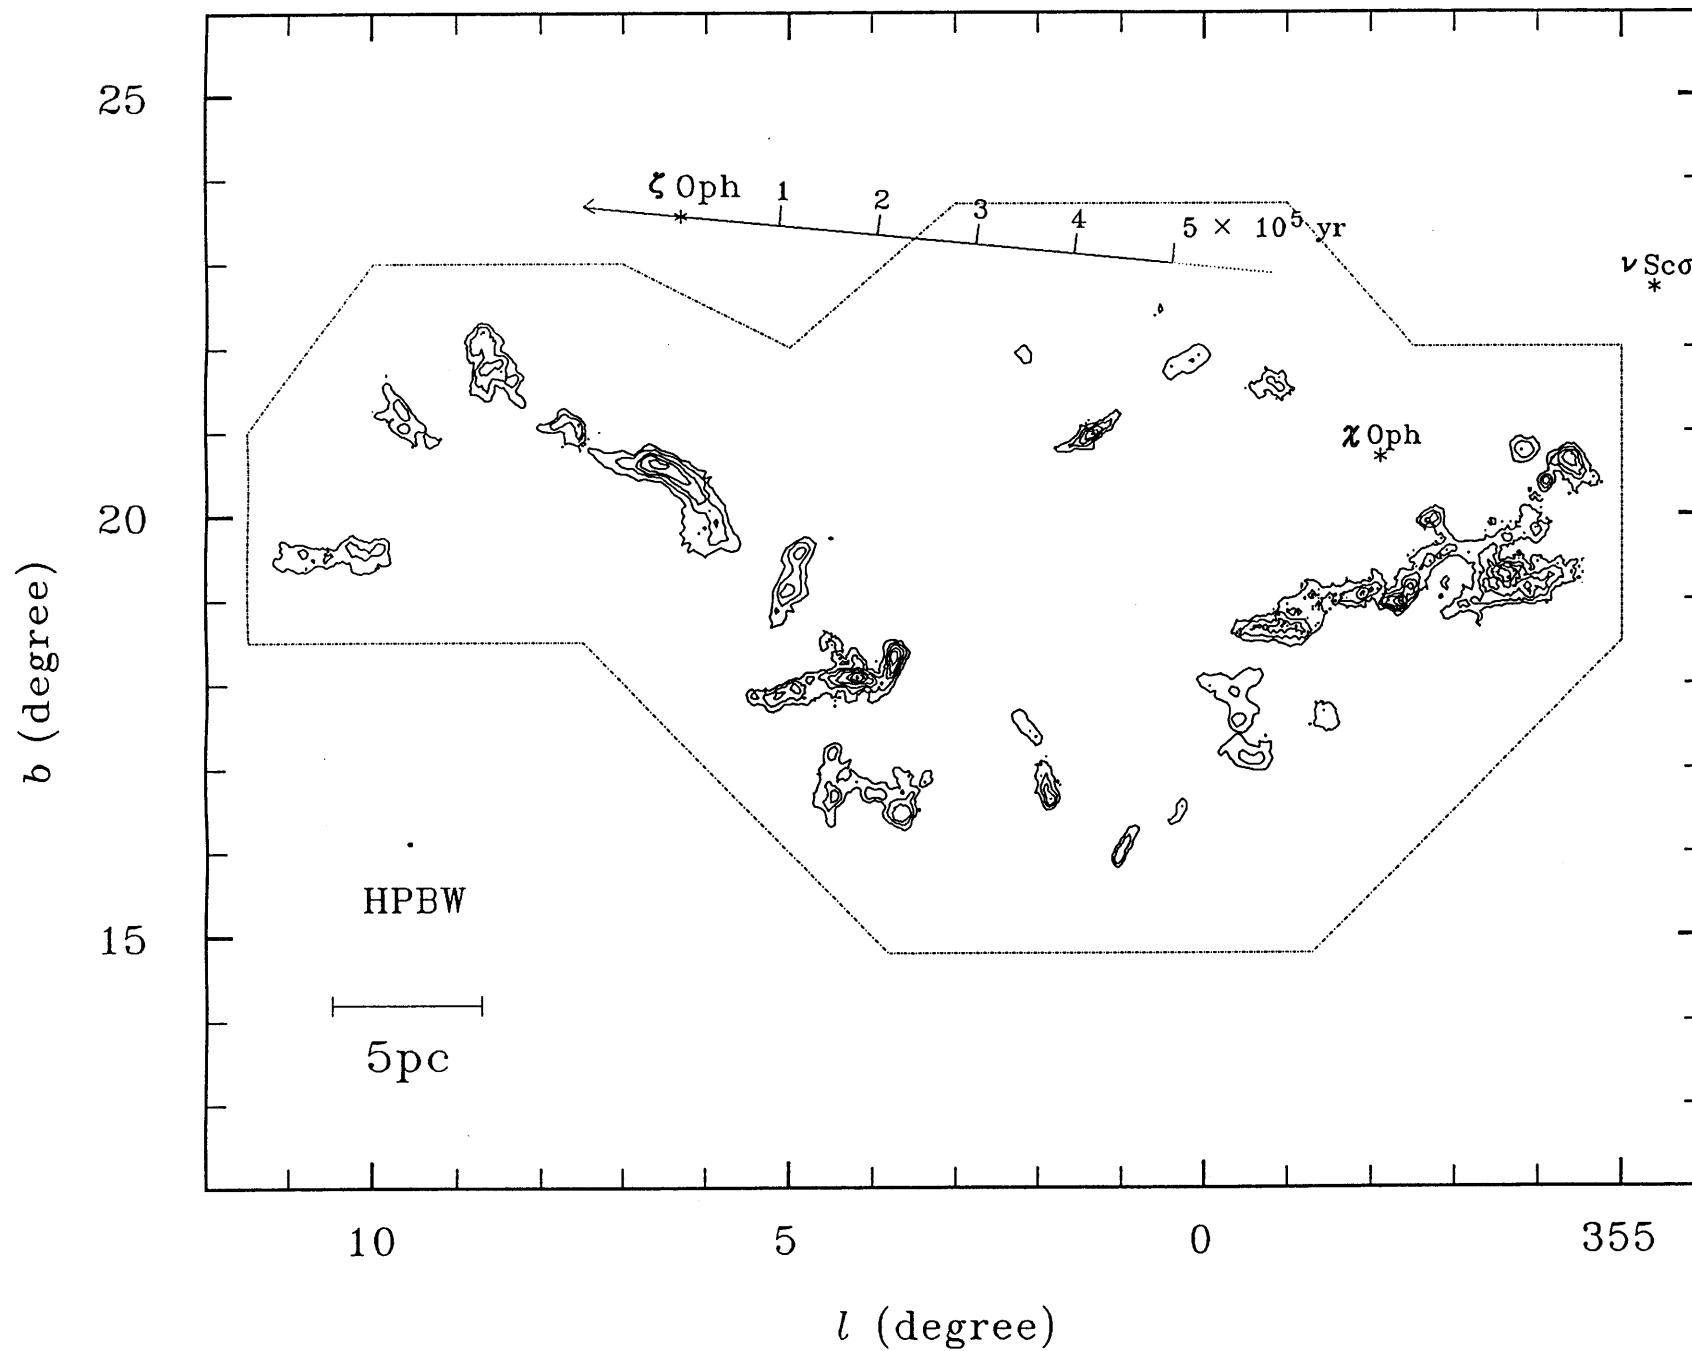 25
ζ Oph
1
2
3
4
5 × 10⁵ yr
ν Sco
χ Oph
20
b (degree)
HPBW
15
5pc
10
5
0
355
l (degree)